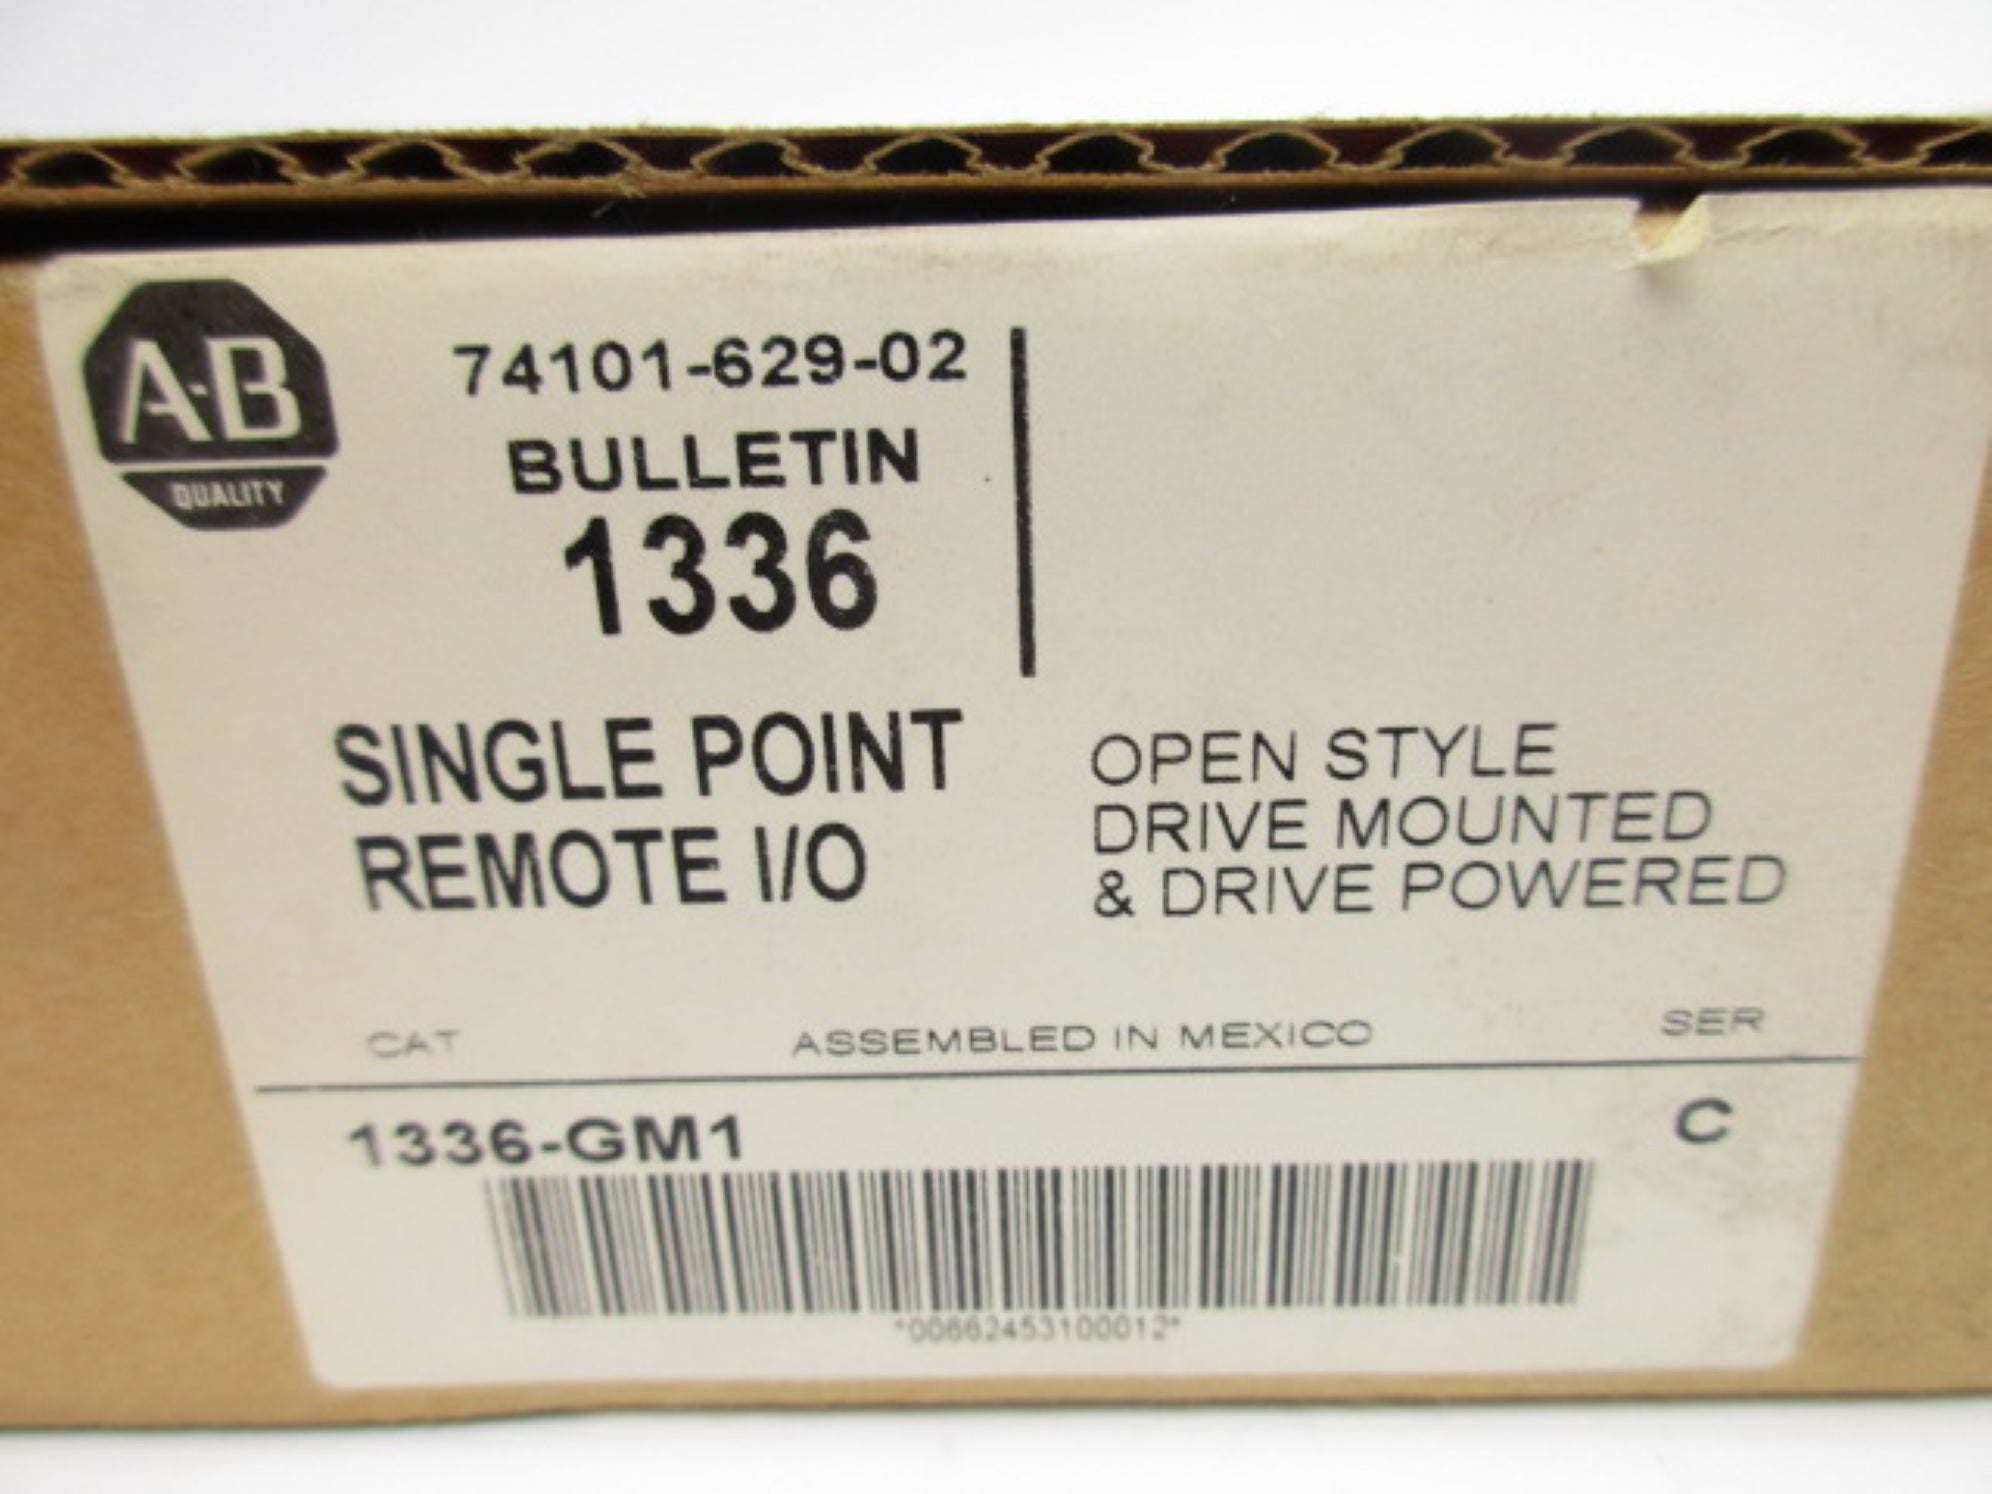 A-B
QUALITY
74101-629-02
BULLETIN
1336
SINGLE POINT
REMOTE I/O
OPEN STYLE
DRIVE MOUNTED
& DRIVE POWERED
CAT
ASSEMBLED IN MEXICO
SER
1336-GM1
C
*00662453100012*